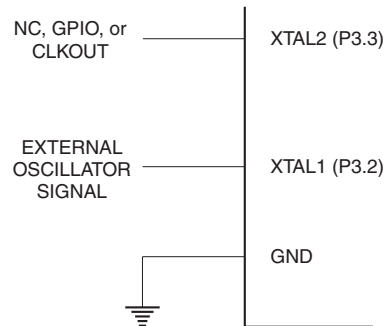 NC, GPIO, or
CLKOUT
XTAL2 (P3.3)
EXTERNAL
OSCILLATOR
SIGNAL
XTAL1 (P3.2)
GND